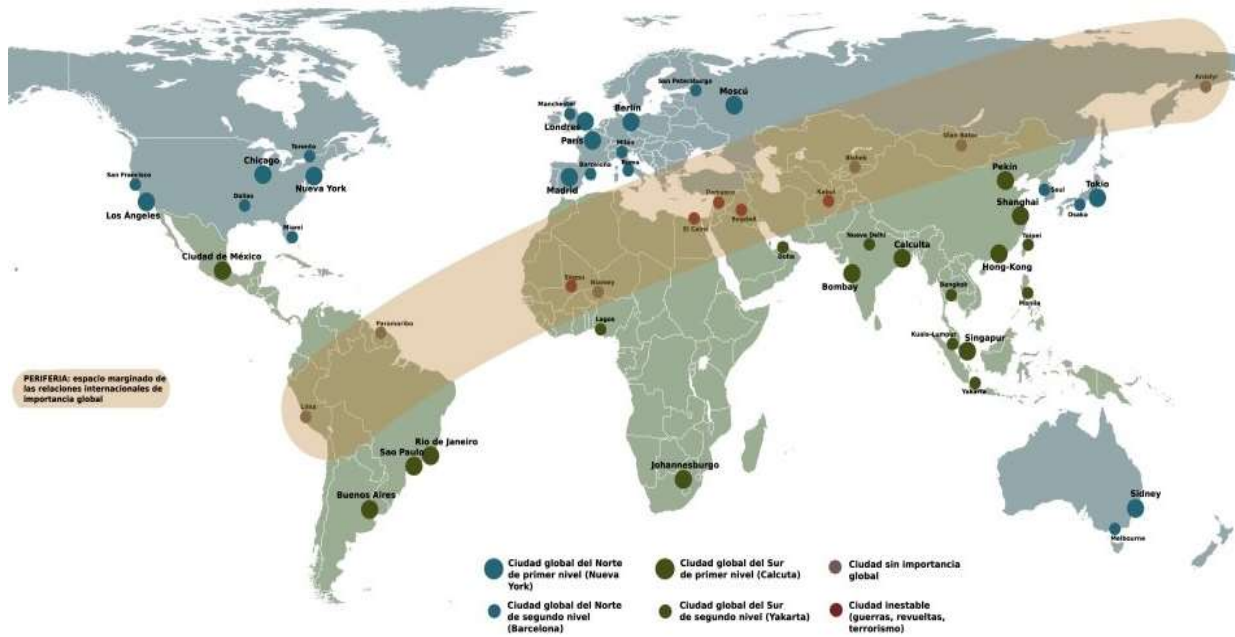 San Petersburgo
Moscú
Anádyr
Manchester
Berlín
Londres
París
Milán
Barcelona
Roma
Madrid
Toronto
Chicago
San Francisco
Nueva York
Dallas
Los Ángeles
Miami
Ciudad de México
Ulan Bator
Bishek
Pekín
Seúl
Tokio
Osaka
Shanghai
Taipei
Damasco
Kabul
Bagdad
El Cairo
Nueva Delhi
Doha
Calcuta
Hong-Kong
Bombay
Bangkok
Manila
Niamey
Lagos
Kuala-Lumpur
Singapur
Yakarta
Paramaribo
PERIFERIA: espacio marginado de
las relaciones internacionales de
importancia global
Lima
Río de Janeiro
Sao Paulo
Buenos Aires
Johannesburgo
Sidney
Melbourne
Ciudad global del Norte
de primer nivel (Nueva
York)
Ciudad global del Sur
de primer nivel (Calcuta)
Ciudad sin importancia
global
Ciudad global del Norte
de segundo nivel
(Barcelona)
Ciudad global del Sur
de segundo nivel (Yakarta)
Ciudad inestable
(guerras, revueltas,
terrorismo)